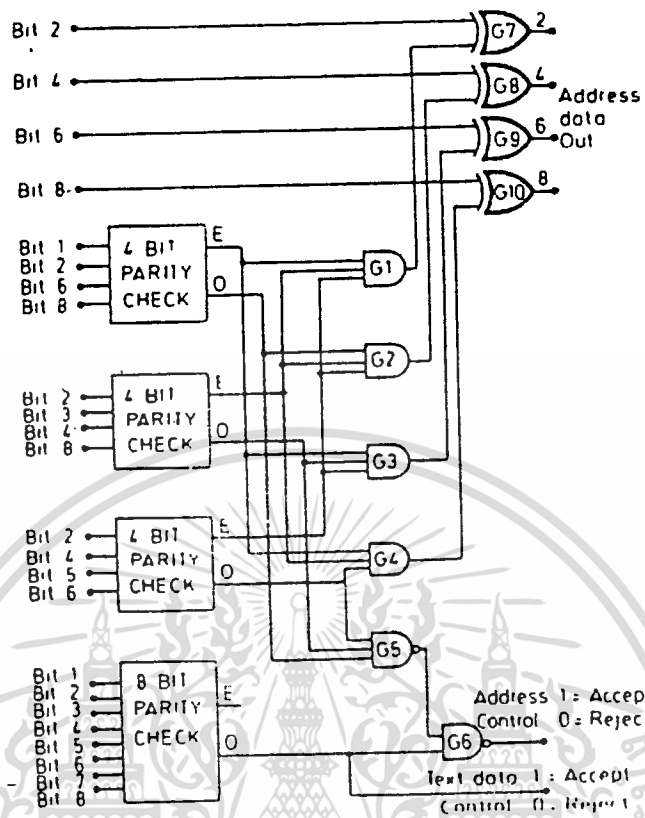 Bit 2
G7
2
Bit 4
G8
4
Address
data
Out
Bit 6
G9
6
Bit 8
G10
8
Bit 1
Bit 2
Bit 6
Bit 8
4 BIT
PARITY
CHECK
E
O
G1
G2
Bit 2
Bit 3
Bit 4
Bit 8
4 BIT
PARITY
CHECK
E
O
G3
Bit 2
Bit 4
Bit 5
Bit 6
4 BIT
PARITY
CHECK
E
O
G4
G5
Bit 1
Bit 2
Bit 3
Bit 4
Bit 5
Bit 6
Bit 7
Bit 8
8 BIT
PARITY
CHECK
E
O
G6
Address 1 = Accep
Control 0 = Rejec
Text data 1 = Accept
Control 0 = Reject